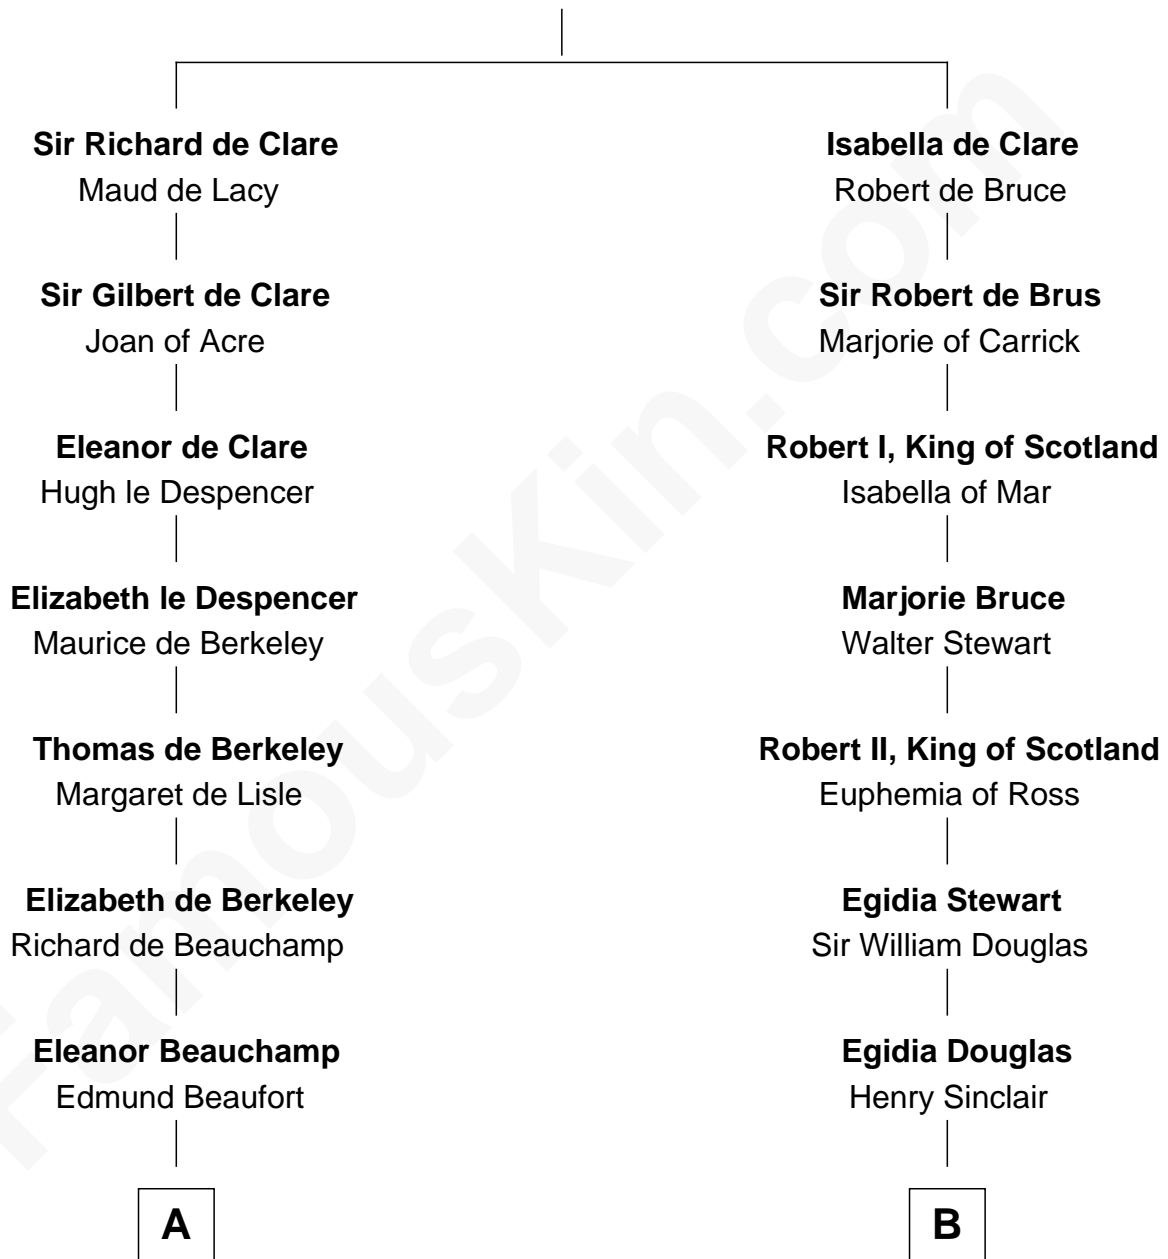 Sir Richard de Clare
Maud de Lacy
Sir Gilbert de Clare
Joan of Acre
Eleanor de Clare
Hugh le Despencer
Elizabeth le Despencer
Maurice de Berkeley
Thomas de Berkeley
Margaret de Lisle
Elizabeth de Berkeley
Richard de Beauchamp
Eleanor Beauchamp
Edmund Beaufort
A
Isabella de Clare
Robert de Bruce
Sir Robert de Brus
Marjorie of Carrick
Robert I, King of Scotland
Isabella of Mar
Marjorie Bruce
Walter Stewart
Robert II, King of Scotland
Euphemia of Ross
Egidia Stewart
Sir William Douglas
Egidia Douglas
Henry Sinclair
B
FamousKin.com